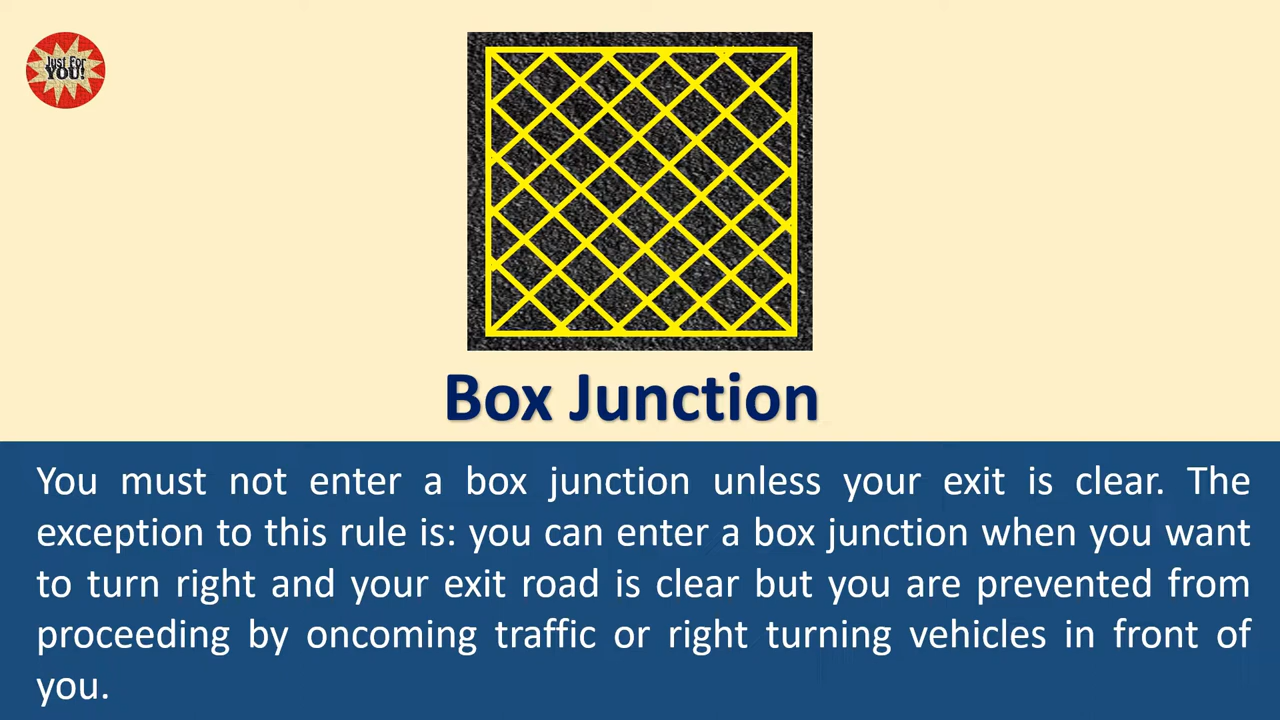 Just For
YOU!
Box Junction
You must not enter a box junction unless your exit is clear. The
exception to this rule is: you can enter a box junction when you want
to turn right and your exit road is clear but you are prevented from
proceeding by oncoming traffic or right turning vehicles in front of
you.